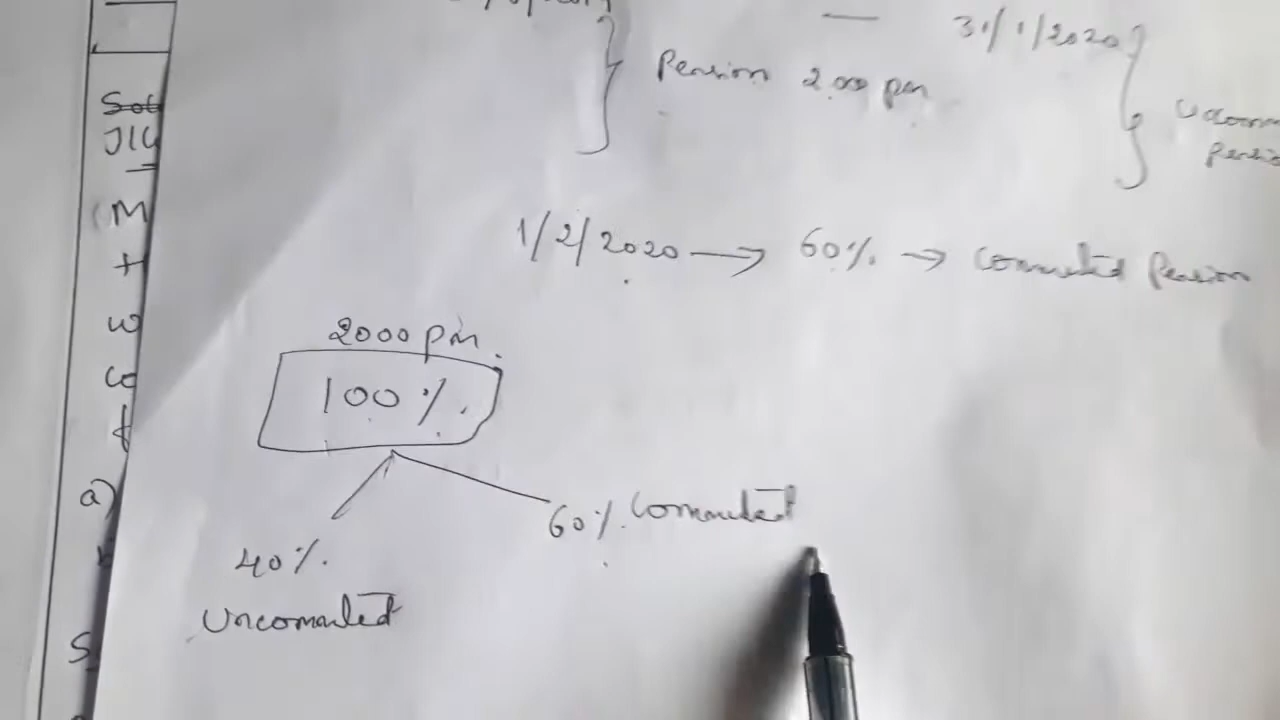 31/1/2020
Pension 2000 pm
1/2/2020 → 60% → Commuted Pension
2000 pm.
100%.
60%. Commuted
40%.
Uncommuted
M
+
w
a)
S